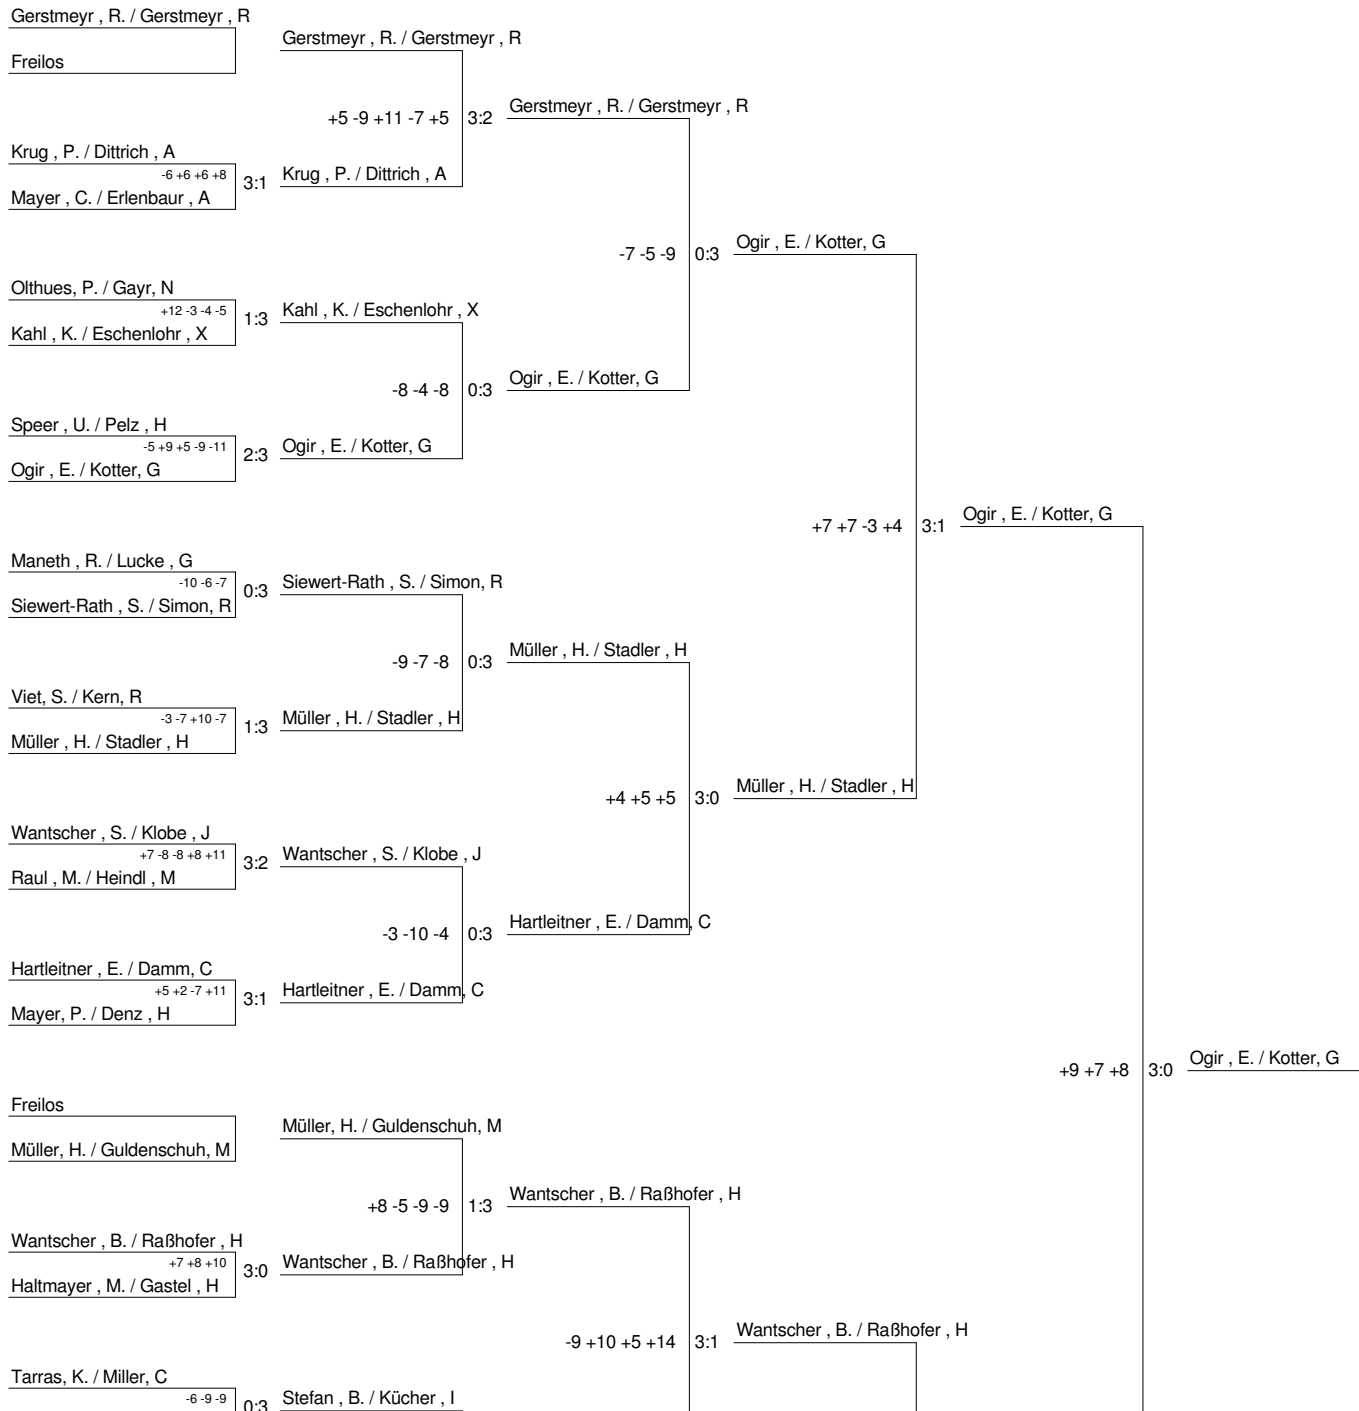 Gerstmeyr , R. / Gerstmeyr , R
Gerstmeyr , R. / Gerstmeyr , R
Freilos
+5 -9 +11 -7 +5 3:2 Gerstmeyr , R. / Gerstmeyr , R
Krug , P. / Dittrich , A
-6 +6 +6 +8 3:1 Krug , P. / Dittrich , A
Mayer , C. / Erlenbaur , A
-7 -5 -9 0:3 Ogir , E. / Kotter, G
Olthues, P. / Gayr, N
+12 -3 -4 -5 1:3 Kahl , K. / Eschenlohr , X
Kahl , K. / Eschenlohr , X
-8 -4 -8 0:3 Ogir , E. / Kotter, G
Speer , U. / Pelz , H
-5 +9 +5 -9 -11 2:3 Ogir , E. / Kotter, G
Ogir , E. / Kotter, G
+7 +7 -3 +4 3:1 Ogir , E. / Kotter, G
Maneth , R. / Lucke , G
-10 -6 -7 0:3 Siewert-Rath , S. / Simon, R
Siewert-Rath , S. / Simon, R
-9 -7 -8 0:3 Müller , H. / Stadler , H
Viet, S. / Kern, R
-3 -7 +10 -7 1:3 Müller , H. / Stadler , H
Müller , H. / Stadler , H
+4 +5 +5 3:0 Müller , H. / Stadler , H
Wantscher , S. / Klobe , J
+7 -8 -8 +8 +11 3:2 Wantscher , S. / Klobe , J
Raul , M. / Heindl , M
-3 -10 -4 0:3 Hartleitner , E. / Damm, C
Hartleitner , E. / Damm, C
+5 +2 -7 +11 3:1 Hartleitner , E. / Damm, C
Mayer, P. / Denz , H
+9 +7 +8 3:0 Ogir , E. / Kotter, G
Freilos
Müller, H. / Guldenschuh, M
Müller, H. / Guldenschuh, M
+8 -5 -9 -9 1:3 Wantscher , B. / Raßhofer , H
Wantscher , B. / Raßhofer , H
+7 +8 +10 3:0 Wantscher , B. / Raßhofer , H
Haltmayer , M. / Gastel , H
-9 +10 +5 +14 3:1 Wantscher , B. / Raßhofer , H
Tarras, K. / Miller, C
-6 -9 -9 0:3 Stefan , B. / Kücher , I